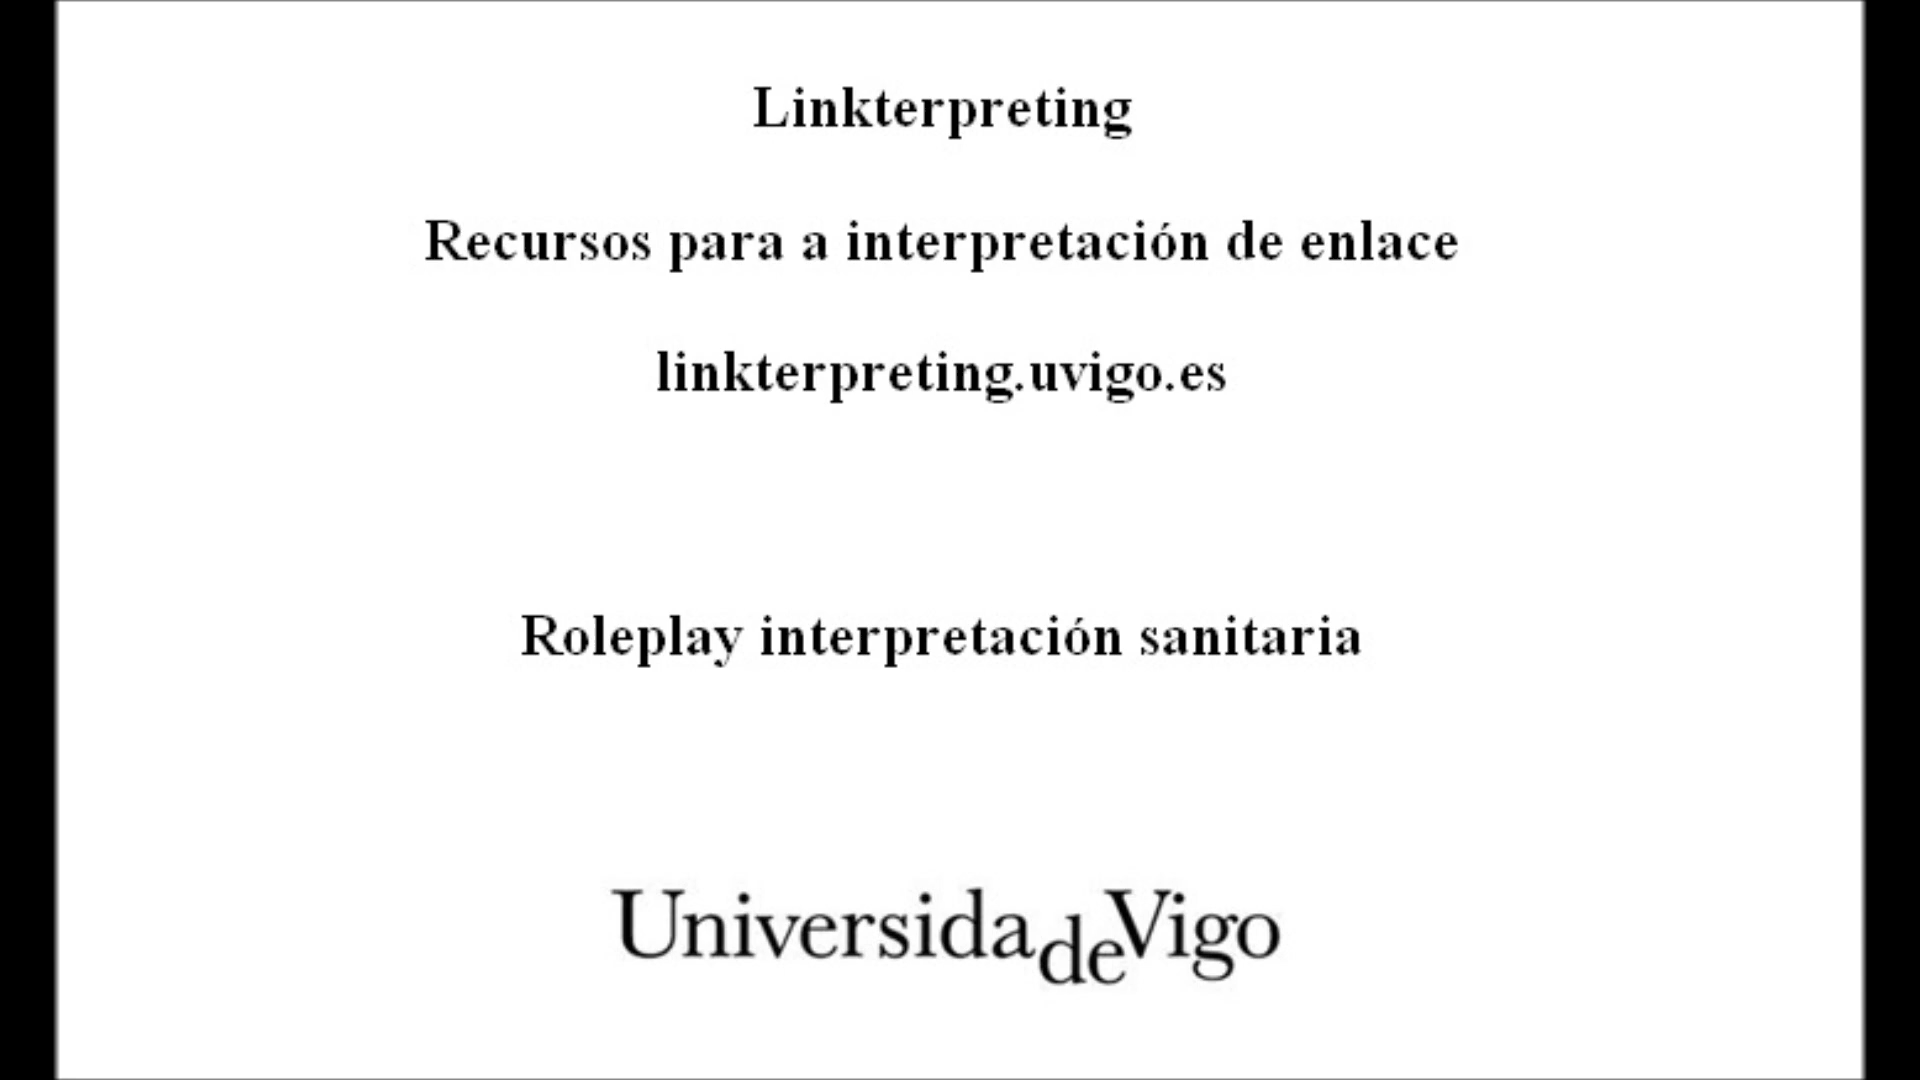 Linkterpreting
Recursos para a interpretación de enlace
linkterpreting.uvigo.es
Roleplay interpretación sanitaria
UniversidadeVigo